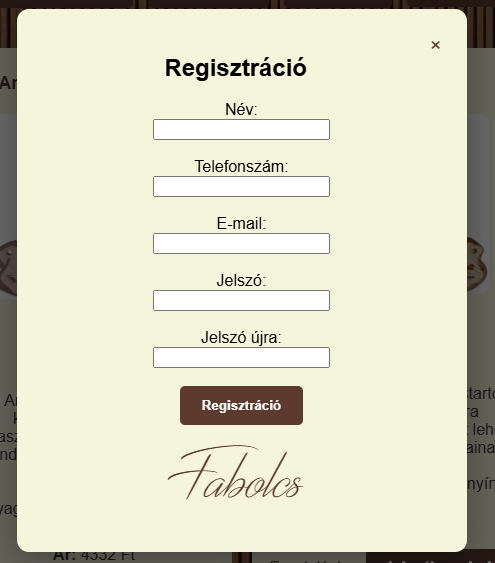 ×
Regisztráció
Név:
Telefonszám:
E-mail:
Jelszó:
Jelszó újra:
Regisztráció
Fabolcs
Ár: 4332 Ft